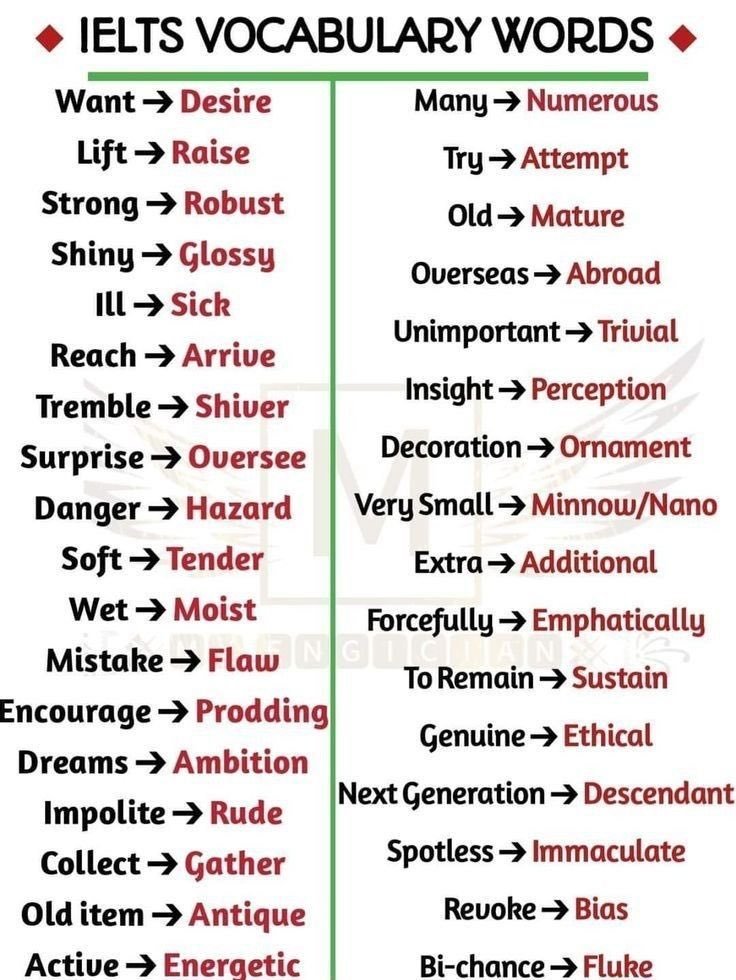 IELTS VOCABULARY WORDS
Want → Desire
Lift → Raise
Strong → Robust
Shiny → Glossy
Ill → Sick
Reach → Arrive
Tremble → Shiver
Surprise → Oversee
Danger → Hazard
Soft → Tender
Wet → Moist
Mistake → Flaw
Encourage → Prodding
Dreams → Ambition
Impolite → Rude
Collect → Gather
Old item → Antique
Active → Energetic
Many → Numerous
Try → Attempt
Old → Mature
Overseas → Abroad
Unimportant → Trivial
Insight → Perception
Decoration → Ornament
Very Small → Minnow/Nano
Extra → Additional
Forcefully → Emphatically
To Remain → Sustain
Genuine → Ethical
Next Generation → Descendant
Spotless → Immaculate
Revoke → Bias
Bi-chance → Fluke
M